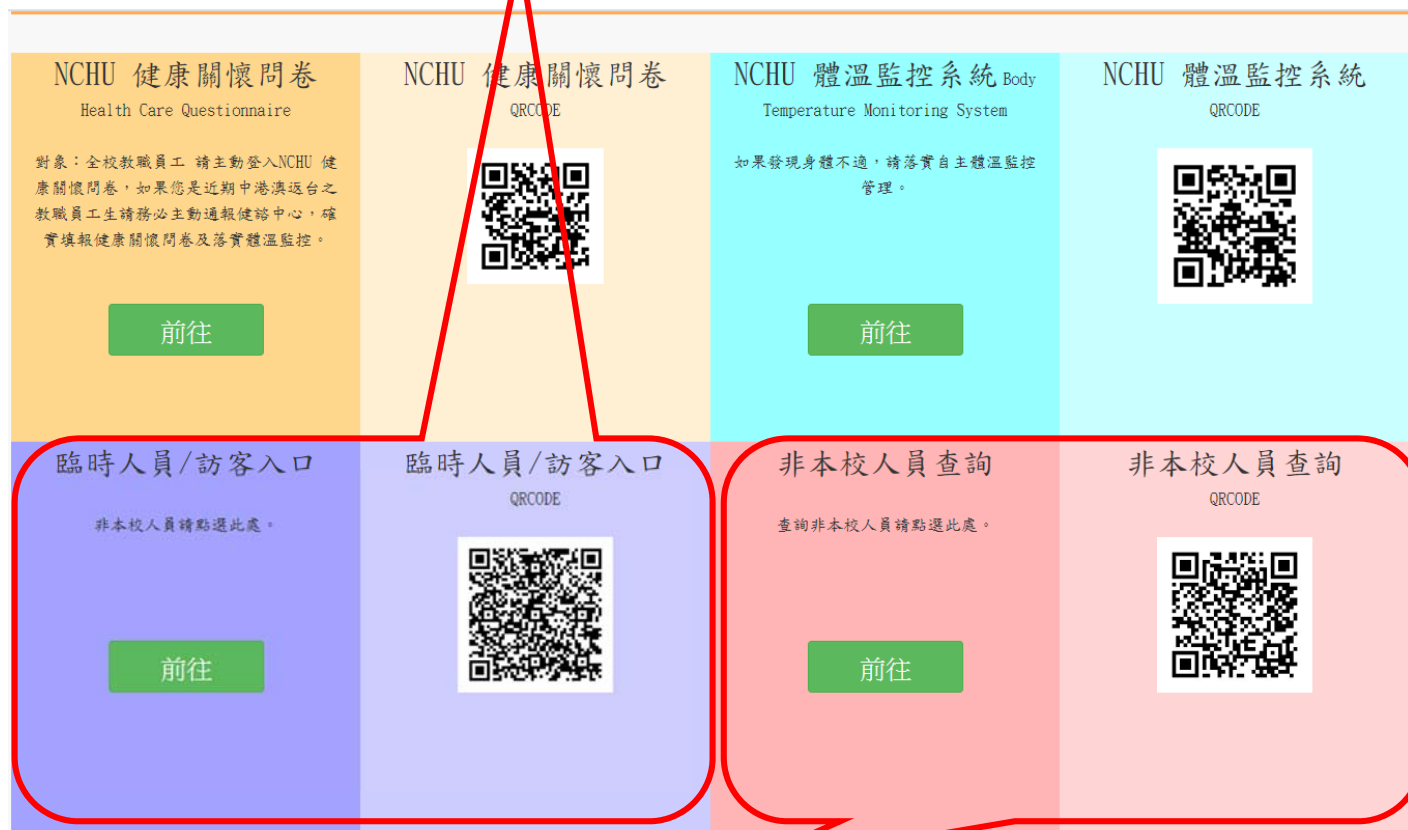 NCHU 健康關懷問卷
Health Care Questionnaire
對象：全校教職員工 請主動登入NCHU 健
康關懷問卷，如果您是近期中港澳返台之
教職員工生請務必主動通報健諮中心，確
實填報健康關懷問卷及落實體溫監控。
前往
NCHU 健康關懷問卷
QRCODE
NCHU 體溫監控系統 Body
Temperature Monitoring System
如果發現身體不適，請落實自主體溫監控
管理。
前往
NCHU 體溫監控系統
QRCODE
臨時人員/訪客入口
非本校人員請點選此處。
前往
臨時人員/訪客入口
QRCODE
非本校人員查詢
查詢非本校人員請點選此處。
前往
非本校人員查詢
QRCODE